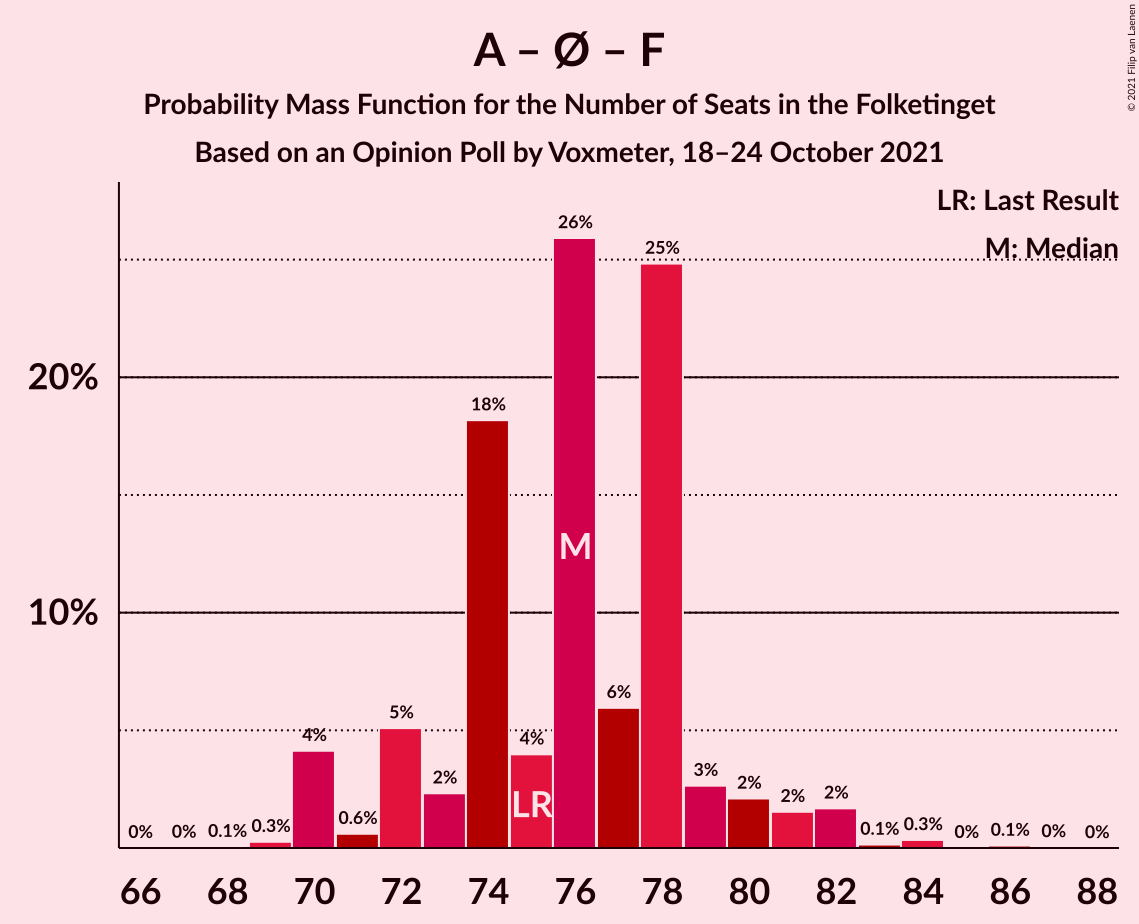 A – Ø – F
Probability Mass Function for the Number of Seats in the Folketinget
Based on an Opinion Poll by Voxmeter, 18–24 October 2021
© 2021 Filip van Laenen
LR: Last Result
M: Median
20%
10%
0%
0%
0.1%
0.3%
4%
0.6%
5%
2%
18%
4%
26%
6%
25%
3%
2%
2%
2%
0.1%
0.3%
0%
0.1%
0%
0%
M
LR
66 68 70 72 74 76 78 80 82 84 86 88